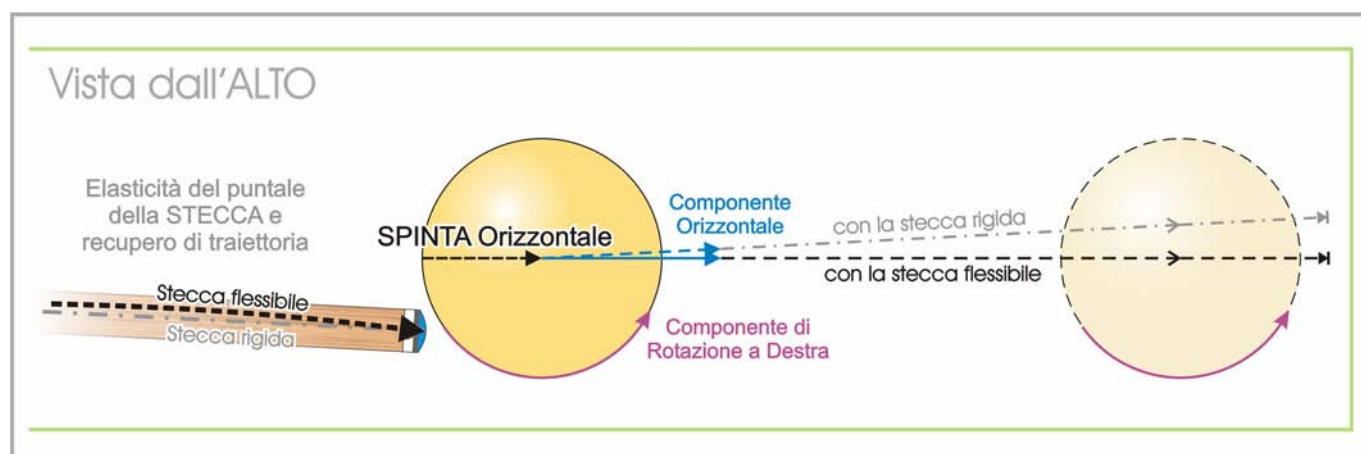 Vista dall'ALTO
Elasticità del puntale
della STECCA e
recupero di traiettoria
SPINTA Orizzontale
Componente
Orizzontale
con la stecca rigida
con la stecca flessibile
Stecca flessibile
Stecca rigida
Componente di
Rotazione a Destra